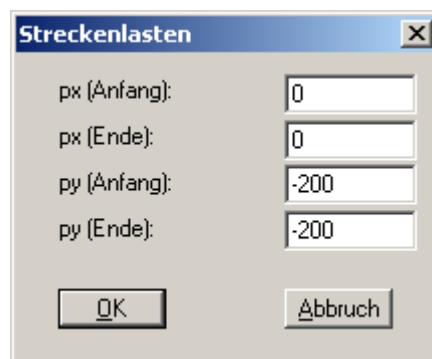 Streckenlasten
px (Anfang): 0
px (Ende): 0
py (Anfang): -200
py (Ende): -200
OK Abbruch